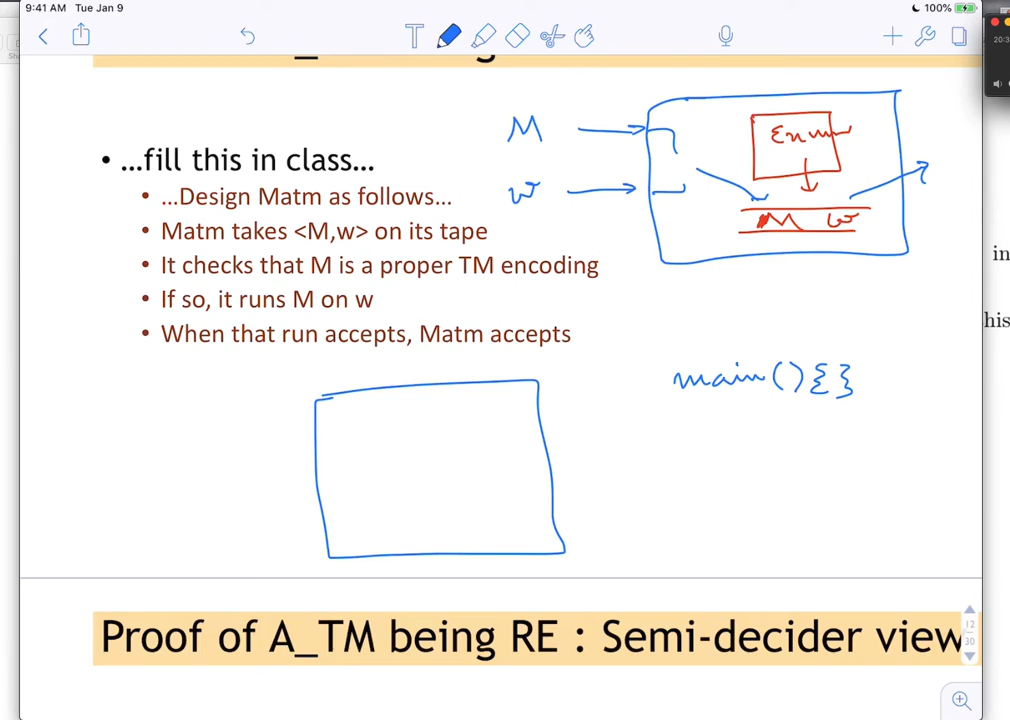 9:41 AM Tue Jan 9
100%
M
Enum
• …fill this in class…
w
• …Design Matm as follows…
M w
• Matm takes <M,w> on its tape
in
• It checks that M is a proper TM encoding
• If so, it runs M on w
his
• When that run accepts, Matm accepts
main(){}
Proof of A_TM being RE : Semi-decider view
12
30